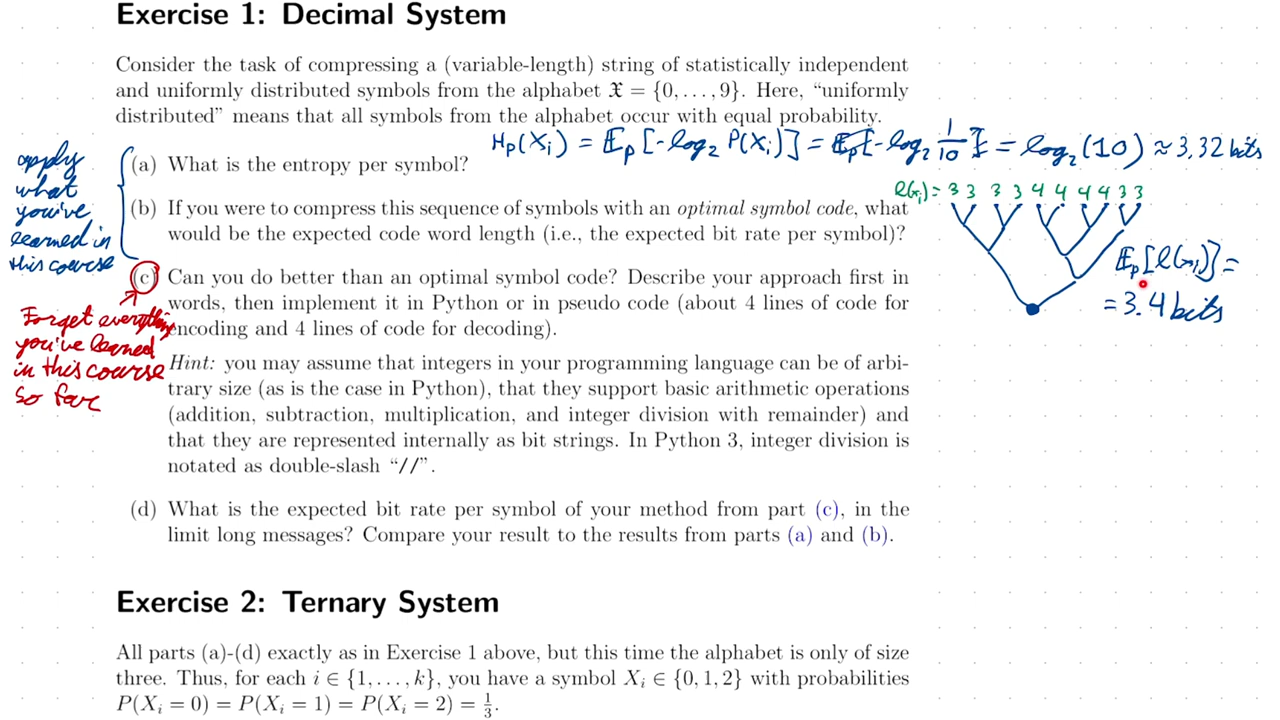 Exercise 1: Decimal System
Consider the task of compressing a (variable-length) string of statistically independent
and uniformly distributed symbols from the alphabet 𝔛 = {0, . . . , 9}. Here, “uniformly
distributed” means that all symbols from the alphabet occur with equal probability.
H_P(X_i) = 𝔼_P[-log₂ P(X_i)] = 𝔼_P[-log₂ 1/10] = log₂(10) ≈ 3,32 bits
apply
what
you've
learned in
this course
(a) What is the entropy per symbol?
ℓ(x_i) = 3 3 3 3 4 4 4 4 3 3
(b) If you were to compress this sequence of symbols with an optimal symbol code, what
would be the expected code word length (i.e., the expected bit rate per symbol)?
𝔼_P[ℓ(x_i)] =
= 3.4 bits
(c) Can you do better than an optimal symbol code? Describe your approach first in
words, then implement it in Python or in pseudo code (about 4 lines of code for
encoding and 4 lines of code for decoding).
Forget everything
you've learned
in this course
so far
Hint: you may assume that integers in your programming language can be of arbi-
trary size (as is the case in Python), that they support basic arithmetic operations
(addition, subtraction, multiplication, and integer division with remainder) and
that they are represented internally as bit strings. In Python 3, integer division is
notated as double-slash “//”.
(d) What is the expected bit rate per symbol of your method from part (c), in the
limit long messages? Compare your result to the results from parts (a) and (b).
Exercise 2: Ternary System
All parts (a)-(d) exactly as in Exercise 1 above, but this time the alphabet is only of size
three. Thus, for each i ∈ {1, . . . , k}, you have a symbol X_i ∈ {0, 1, 2} with probabilities
P(X_i = 0) = P(X_i = 1) = P(X_i = 2) = 1/3.